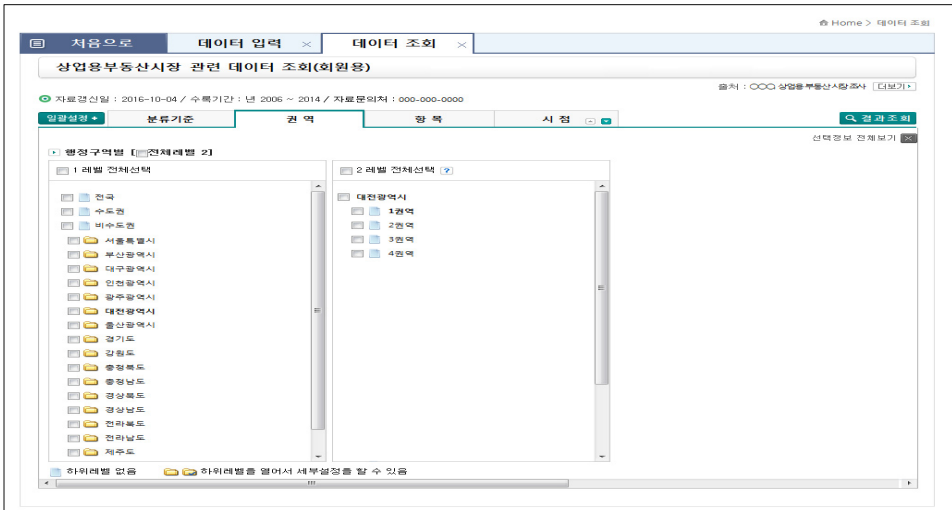 Home > 데이터 조회
처음으로 데이터 입력 × 데이터 조회 ×
상업용부동산시장 관련 데이터 조회(회원용)
출처 : ○○○ 상업용 부동산 시장 조사 더보기
자료갱신일 : 2016-10-04 / 수록기간 : 년 2006 ~ 2014 / 자료문의처 : 000-000-0000
일괄설정 + 분류기준 권 역 항 목 시 점 결과조회
선택정보 전체보기
행정구역별 [전체레벨 2]
1 레벨 전체선택
전국
수도권
비수도권
서울특별시
부산광역시
대구광역시
인천광역시
광주광역시
대전광역시
울산광역시
경기도
강원도
충청북도
충청남도
경상북도
경상남도
전라북도
전라남도
제주도
2 레벨 전체선택 ?
대전광역시
1권역
2권역
3권역
4권역
하위레벨 없음 하위레벨을 열어서 세부설정을 할 수 있음